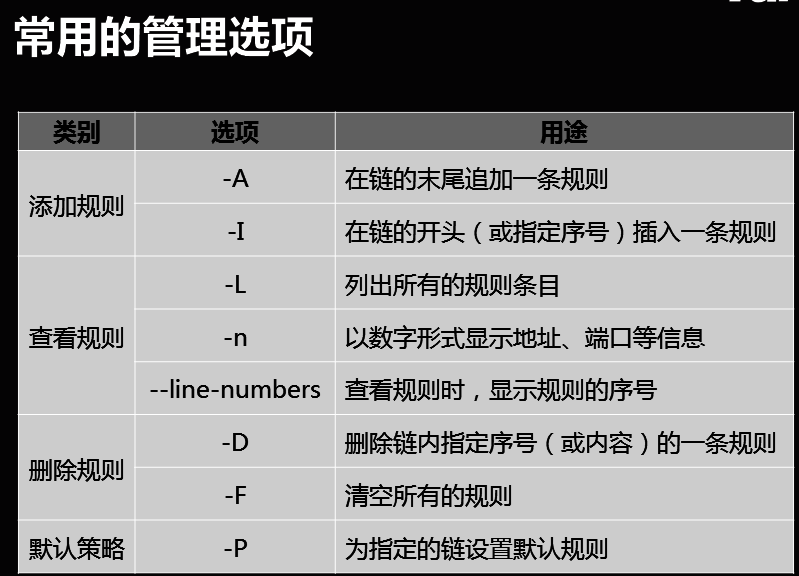 常用的管理选项
类别 选项 用途
添加规则 -A 在链的末尾追加一条规则
-I 在链的开头（或指定序号）插入一条规则
查看规则 -L 列出所有的规则条目
-n 以数字形式显示地址、端口等信息
--line-numbers 查看规则时，显示规则的序号
删除规则 -D 删除链内指定序号（或内容）的一条规则
-F 清空所有的规则
默认策略 -P 为指定的链设置默认规则